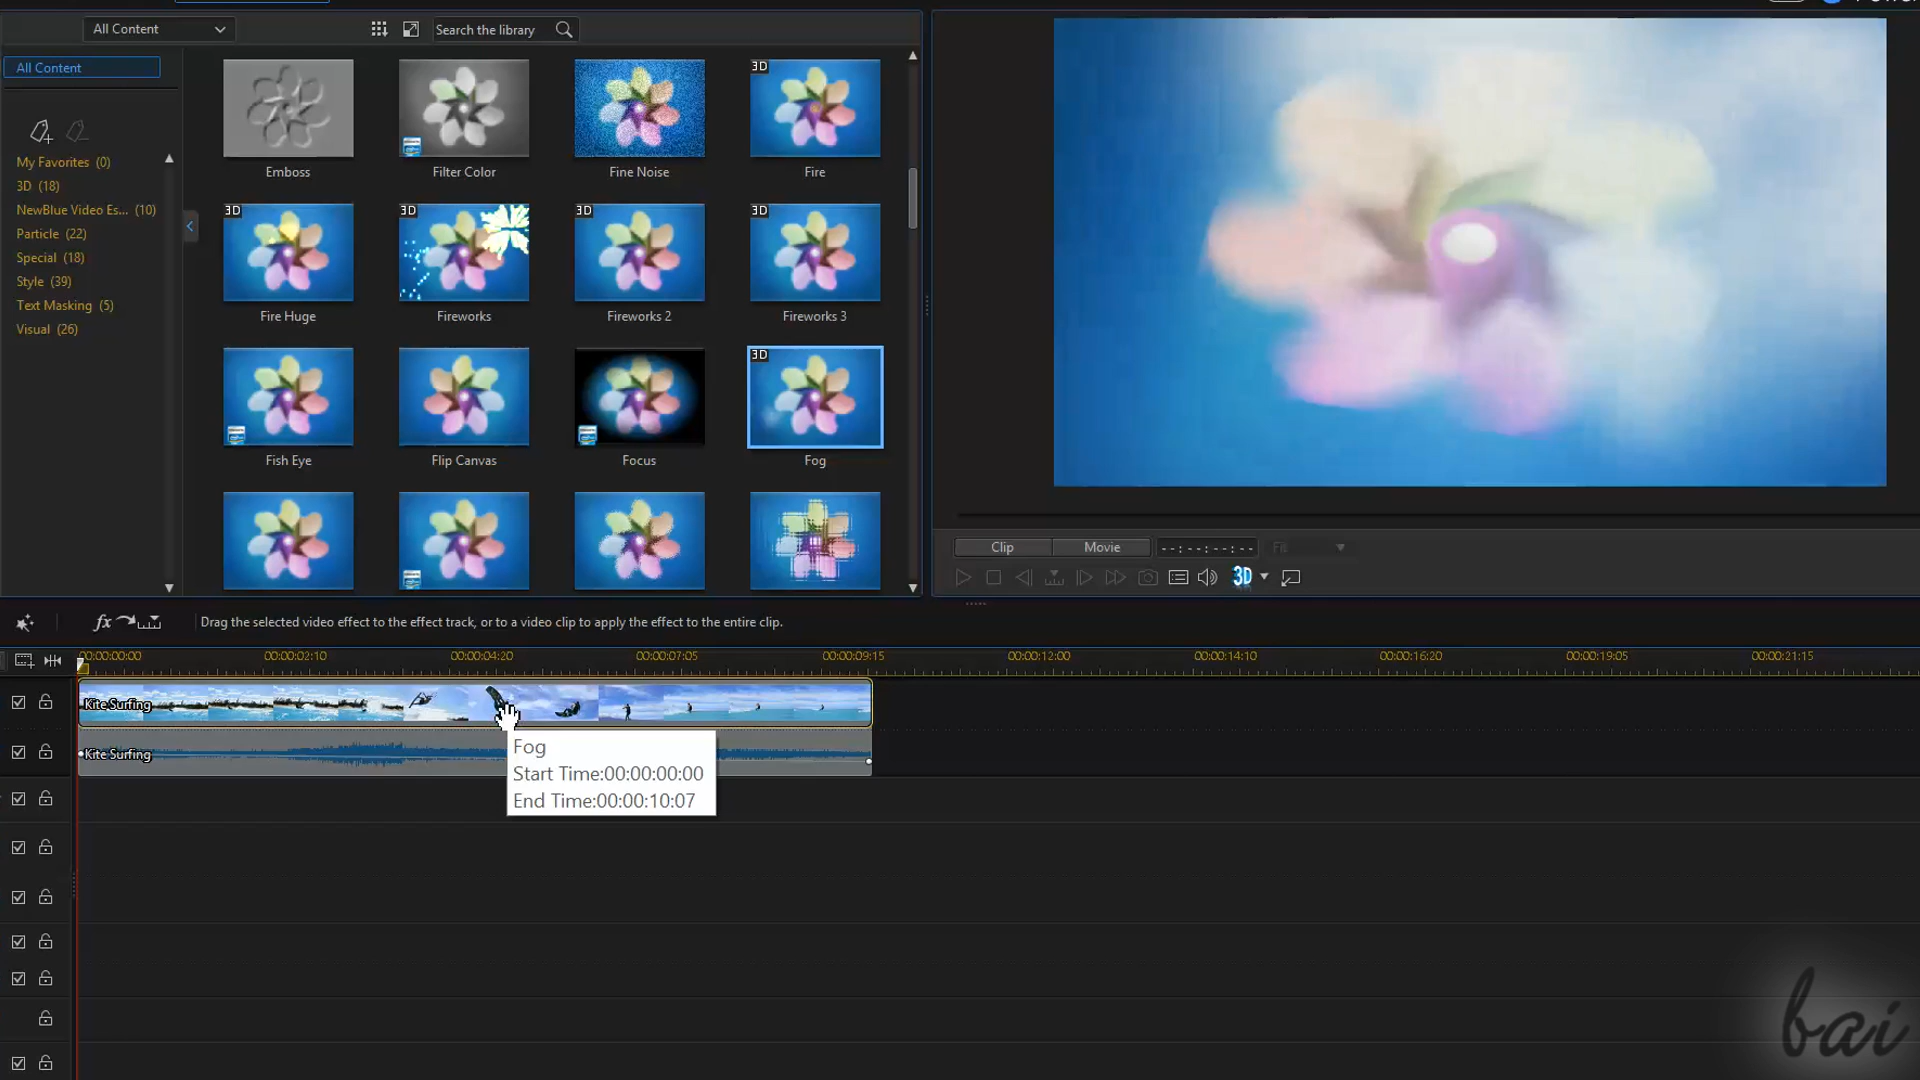 All Content
Search the library
All Content
My Favorites (0)
3D (18)
NewBlue Video Es... (10)
Particle (22)
Special (18)
Style (39)
Text Masking (5)
Visual (26)
Emboss
Filter Color
Fine Noise
3D
Fire
3D
Fire Huge
3D
Fireworks
3D
Fireworks 2
3D
Fireworks 3
Fish Eye
Flip Canvas
Focus
3D
Fog
Clip
Movie
--:--:--:--
Fit
3D
fx
Drag the selected video effect to the effect track, or to a video clip to apply the effect to the entire clip.
00:00:00:00
00:00:02:10
00:00:04:20
00:00:07:05
00:00:09:15
00:00:12:00
00:00:14:10
00:00:16:20
00:00:19:05
00:00:21:15
Kite Surfing
Kite Surfing
Fog
Start Time:00:00:00:00
End Time:00:00:10:07
bai